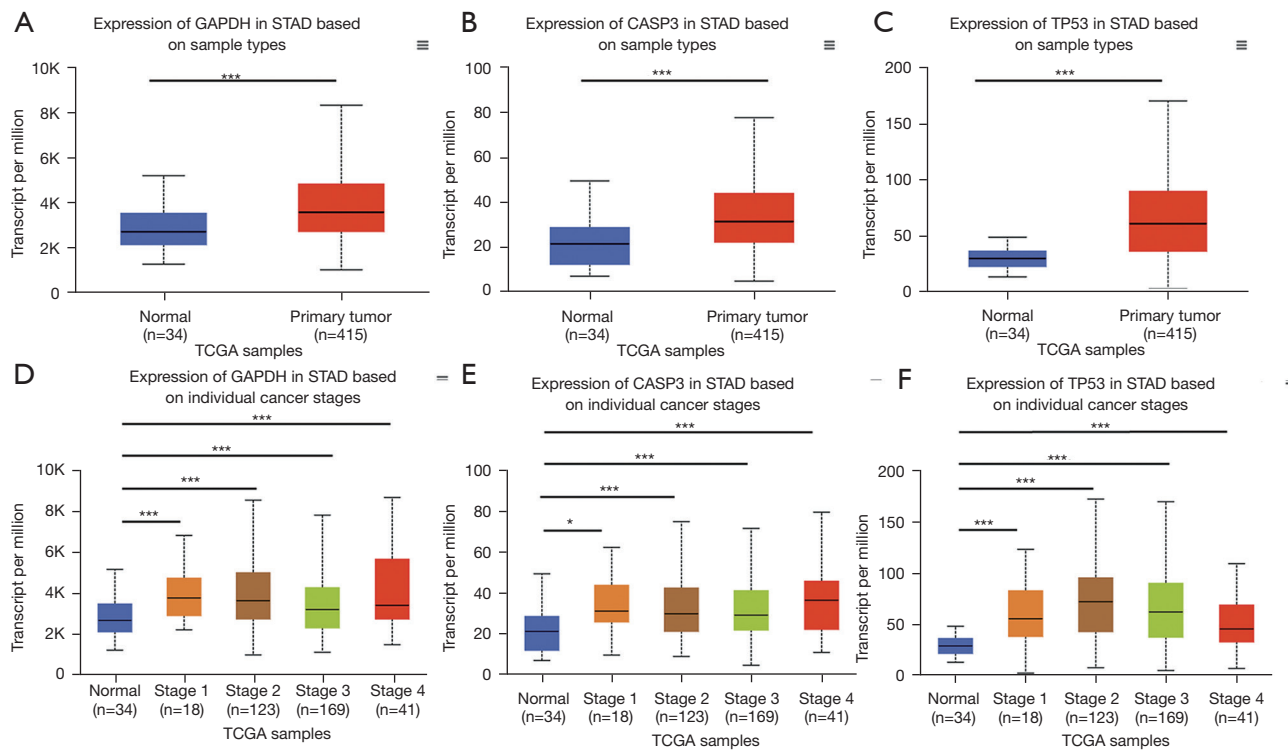 A
Expression of GAPDH in STAD based
on sample types
***
Transcript per million
10K
8K
6K
4K
2K
0
Normal
(n=34)
Primary tumor
(n=415)
TCGA samples
B
Expression of CASP3 in STAD based
on sample types
***
Transcript per million
100
80
60
40
20
0
Normal
(n=34)
Primary tumor
(n=415)
TCGA samples
C
Expression of TP53 in STAD based
on sample types
***
Transcript per million
200
150
100
50
0
Normal
(n=34)
Primary tumor
(n=415)
TCGA samples
D
Expression of GAPDH in STAD based
on individual cancer stages
***
***
***
***
Transcript per million
10K
8K
6K
4K
2K
0
Normal
(n=34)
Stage 1
(n=18)
Stage 2
(n=123)
Stage 3
(n=169)
Stage 4
(n=41)
TCGA samples
E
Expression of CASP3 in STAD based
on individual cancer stages
***
***
***
*
Transcript per million
100
80
60
40
20
0
Normal
(n=34)
Stage 1
(n=18)
Stage 2
(n=123)
Stage 3
(n=169)
Stage 4
(n=41)
TCGA samples
F
Expression of TP53 in STAD based
on individual cancer stages
***
***
***
***
Transcript per million
200
150
100
50
0
Normal
(n=34)
Stage 1
(n=18)
Stage 2
(n=123)
Stage 3
(n=169)
Stage 4
(n=41)
TCGA samples